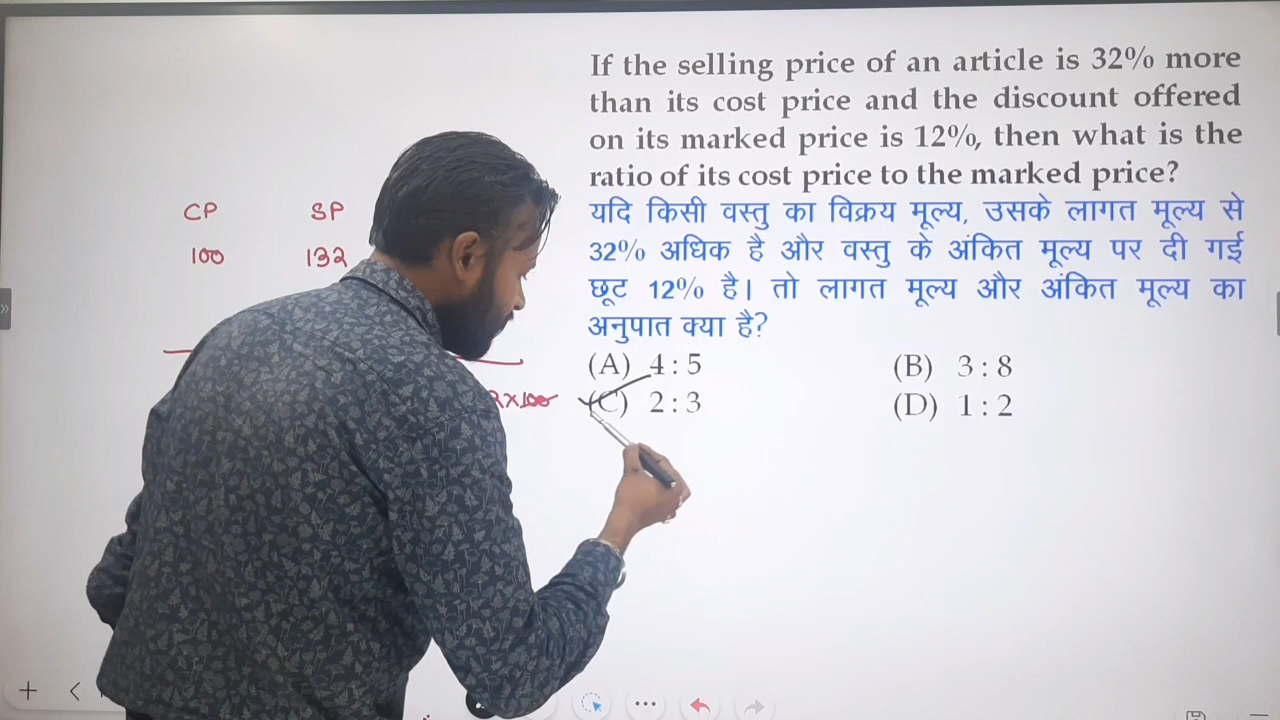 If the selling price of an article is 32% more
than its cost price and the discount offered
on its marked price is 12%, then what is the
ratio of its cost price to the marked price?
यदि किसी वस्तु का विक्रय मूल्य, उसके लागत मूल्य से
32% अधिक है और वस्तु के अंकित मूल्य पर दी गई
छूट 12% है। तो लागत मूल्य और अंकित मूल्य का
अनुपात क्या है?
(A) 4 : 5 (B) 3 : 8
(C) 2 : 3 (D) 1 : 2
CP SP
100 132
×100